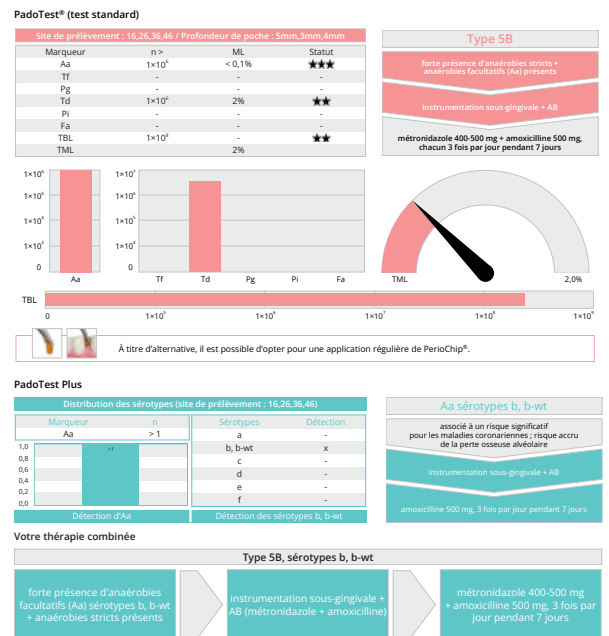 PadoTest® (test standard)
Site de prélèvement : 16,26,36,46 / Profondeur de poche : 5mm,3mm,4mm
Marqueur n > ML Statut
Aa 1×10⁶ < 0,1% ★★★
Tf - - -
Pg - - -
Td 1×10⁶ 2% ★★
Pi - - -
Fa - - -
TBL 1×10⁸ - ★★
TML 2%
Type 5B
forte présence d'anaérobies stricts +
anaérobies facultatifs (Aa) présents
instrumentation sous-gingivale + AB
métronidazole 400-500 mg + amoxicilline 500 mg,
chacun 3 fois par jour pendant 7 jours
1×10⁶
1×10⁵
1×10⁴
1×10³
0
Aa
1×10⁷
1×10⁶
1×10⁵
1×10⁴
0
Tf Td Pg Pi Fa
TML 2,0%
TBL
0 1×10⁵ 1×10⁶ 1×10⁷ 1×10⁸ 1×10⁹
À titre d'alternative, il est possible d'opter pour une application régulière de PerioChip®.
PadoTest Plus
Distribution des sérotypes (site de prélèvement : 16,26,36,46)
Marqueur n
Aa > 1
1,0
0,8
0,6
0,4
0,2
0,0
>1
Détection d'Aa
Sérotypes Détection
a -
b, b-wt x
c -
d -
e -
f -
Détection des sérotypes b, b-wt
Aa sérotypes b, b-wt
associé à un risque significatif
pour les maladies coronariennes ; risque accru
de la perte osseuse alvéolaire
instrumentation sous-gingivale + AB
amoxicilline 500 mg, 3 fois par jour pendant 7 jours
Votre thérapie combinée
Type 5B, sérotypes b, b-wt
forte présence d'anaérobies
facultatifs (Aa) sérotypes b, b-wt
+ anaérobies stricts présents
instrumentation sous-gingivale +
AB (métronidazole + amoxicilline)
métronidazole 400-500 mg
+ amoxicilline 500 mg, 3 fois par
jour pendant 7 jours